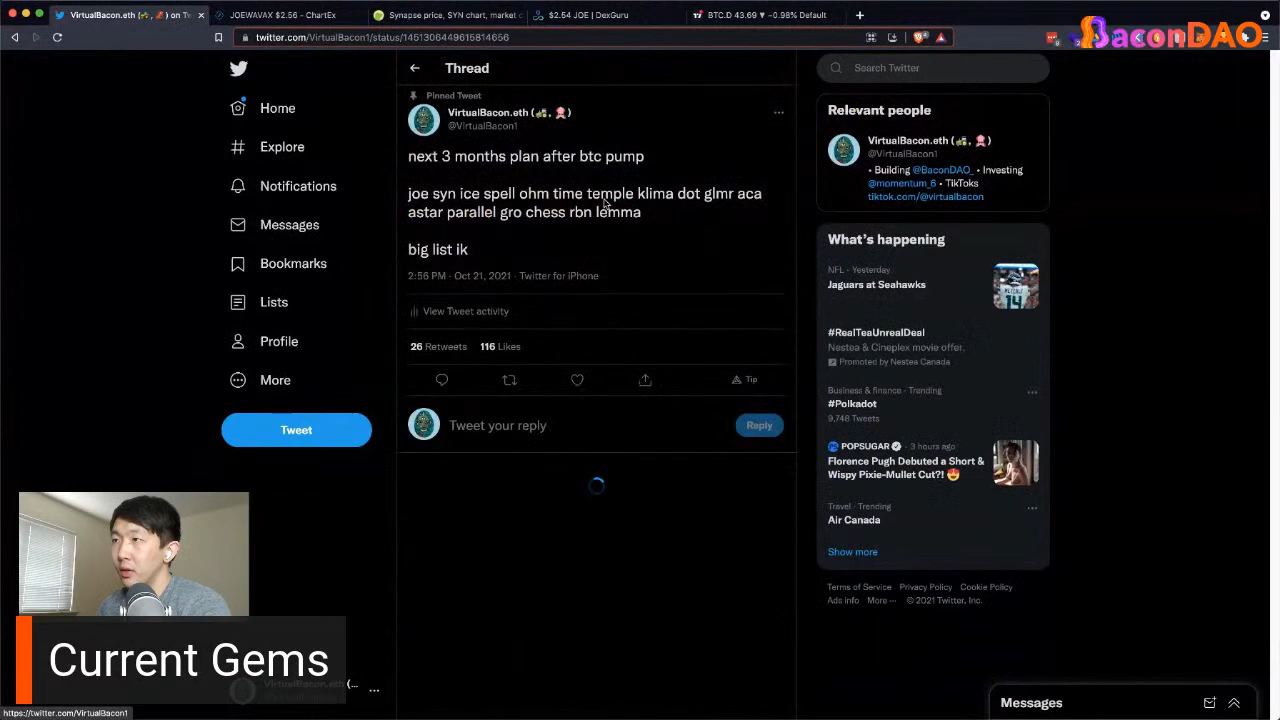 VirtualBacon.eth on Tw
JOEWAVAX $2.56 - ChartEx
Synapse price, SYN chart, market c
$2.54 JOE | DexGuru
BTC.D 43.69 ▼ −0.98% Default
twitter.com/VirtualBacon1/status/1451306449615814656
BaconDAO
Home
Explore
Notifications
Messages
Bookmarks
Lists
Profile
More
Tweet
Thread
Pinned Tweet
VirtualBacon.eth (🚜, 👧)
@VirtualBacon1
next 3 months plan after btc pump
joe syn ice spell ohm time temple klima dot glmr aca
astar parallel gro chess rbn lemma
big list ik
2:56 PM · Oct 21, 2021 · Twitter for iPhone
View Tweet activity
26 Retweets 116 Likes
Tip
Tweet your reply
Reply
Search Twitter
Relevant people
VirtualBacon.eth
@VirtualBacon1
• Building @BaconDAO_ • Investing
@momentum_6 • TikToks
tiktok.com/@virtualbacon
What's happening
NFL · Yesterday
Jaguars at Seahawks
#RealTeaUnrealDeal
Nestea & Cineplex movie offer.
Promoted by Nestea Canada
Business & finance · Trending
#Polkadot
9,748 Tweets
POPSUGAR · 3 hours ago
Florence Pugh Debuted a Short &
Wispy Pixie-Mullet Cut?! 😍
Travel · Trending
Air Canada
Show more
Terms of Service Privacy Policy Cookie Policy
Ads info More ··· © 2021 Twitter, Inc.
Current Gems
VirtualBacon.eth (...
Messages
https://twitter.com/VirtualBacon1